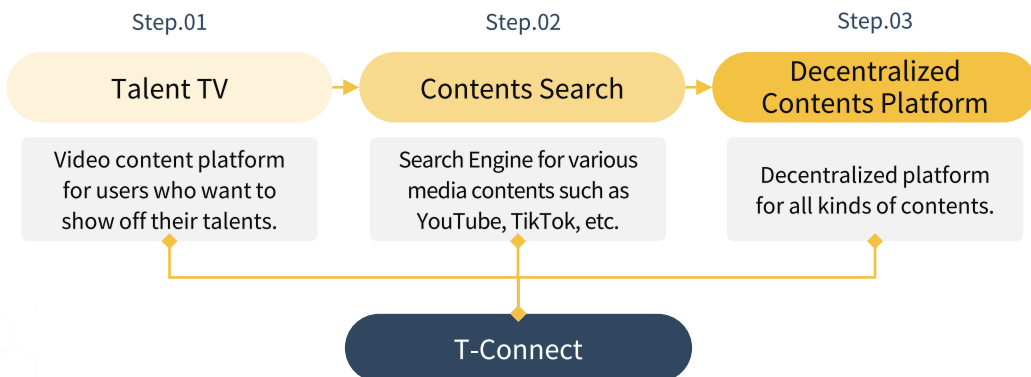 Step.01
Step.02
Step.03
Talent TV
Contents Search
Decentralized
Contents Platform
Video content platform
for users who want to
show off their talents.
Search Engine for various
media contents such as
YouTube, TikTok, etc.
Decentralized platform
for all kinds of contents.
T-Connect